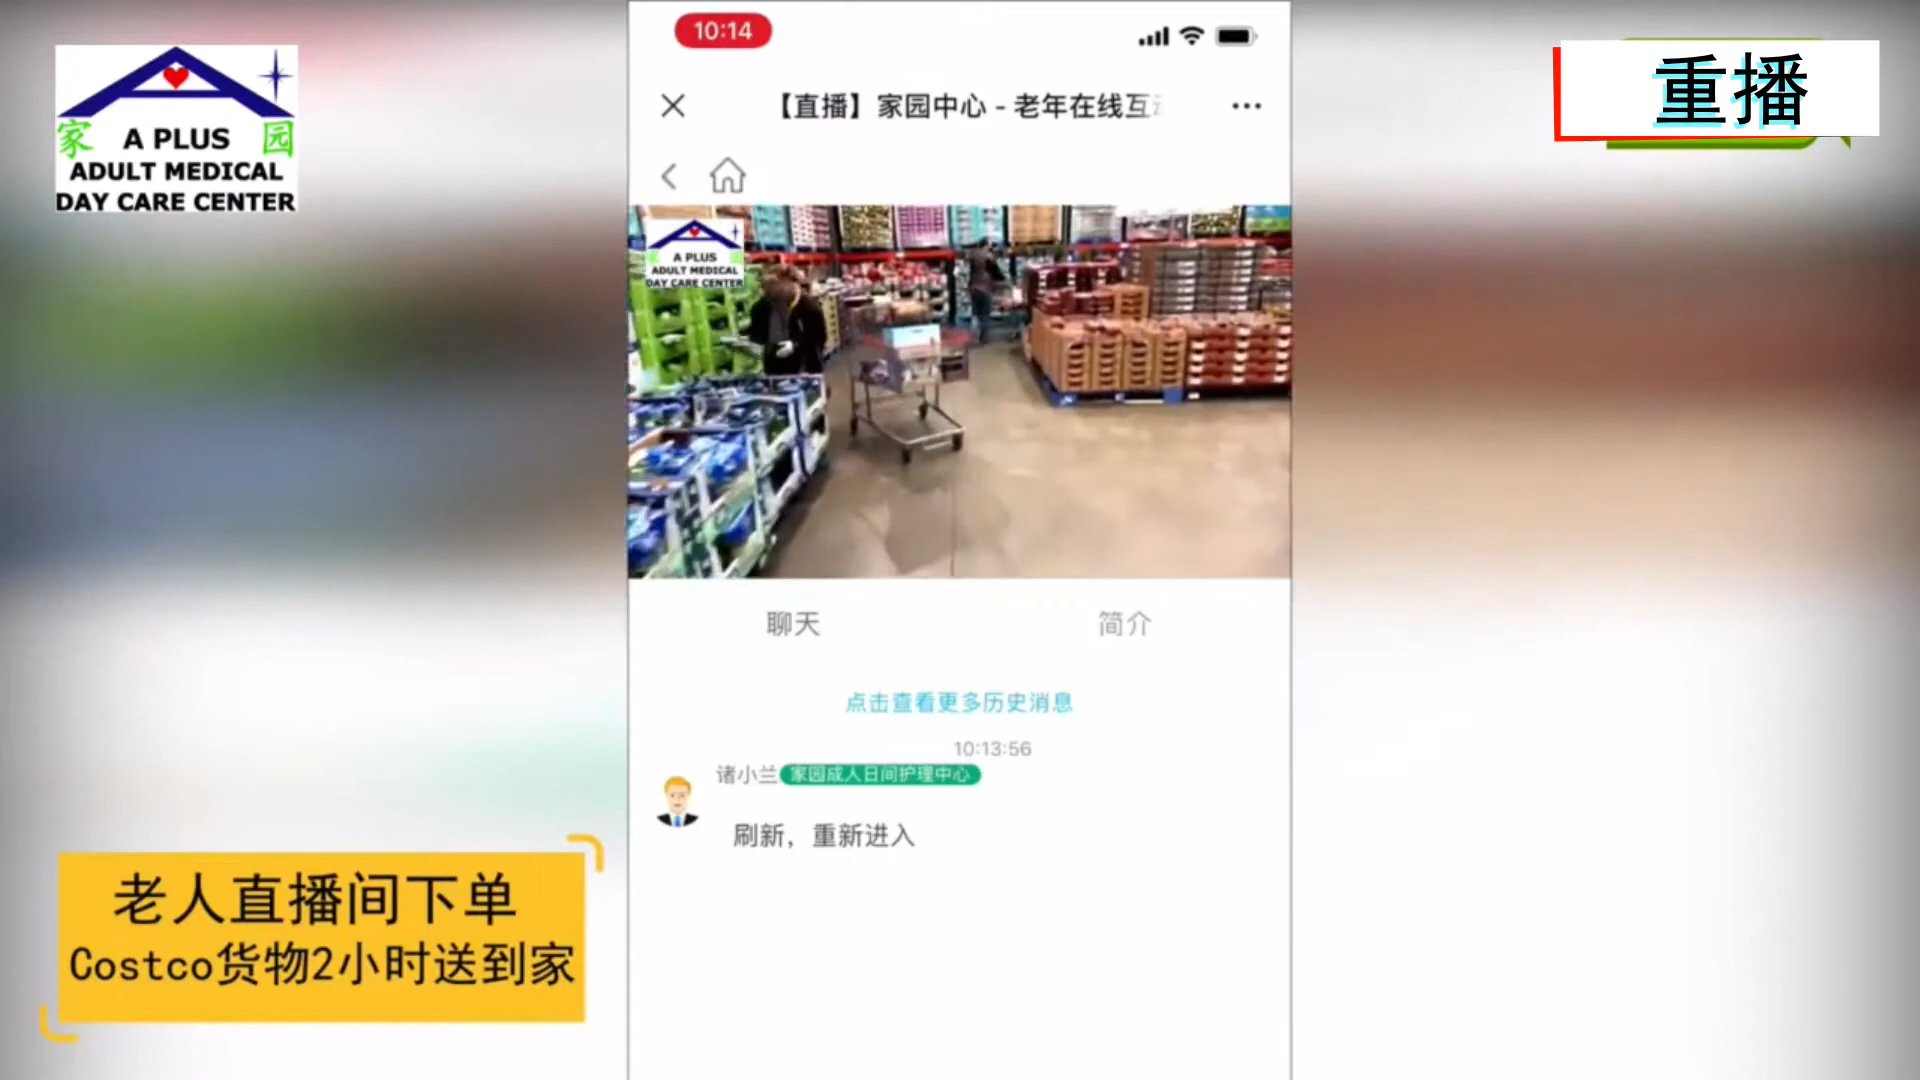 家 园
A PLUS
ADULT MEDICAL
DAY CARE CENTER
重播
10:14
【直播】家园中心 - 老年在线互
A PLUS
ADULT MEDICAL
DAY CARE CENTER
聊天
简介
点击查看更多历史消息
10:13:56
诸小兰 家园成人日间护理中心
刷新，重新进入
老人直播间下单
Costco货物2小时送到家